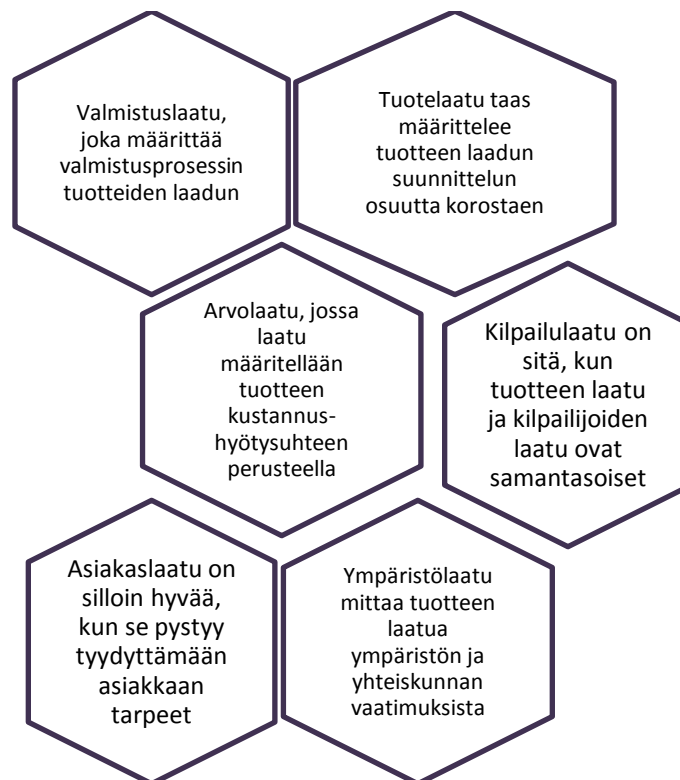 Valmistuslaatu,
joka määrittää
valmistusprosessin
tuotteiden laadun
Tuotelaatu taas
määrittelee
tuotteen laadun
suunnittelun
osuutta korostaen
Arvolaatu, jossa
laatu
määritellään
tuotteen
kustannus-
hyötysuhteen
perusteella
Kilpailulaatu on
sitä, kun
tuotteen laatu
ja kilpailijoiden
laatu ovat
samantasoiset
Asiakaslaatu on
silloin hyvää,
kun se pystyy
tyydyttämään
asiakkaan
tarpeet
Ympäristölaatu
mittaa tuotteen
laatua
ympäristön ja
yhteiskunnan
vaatimuksista